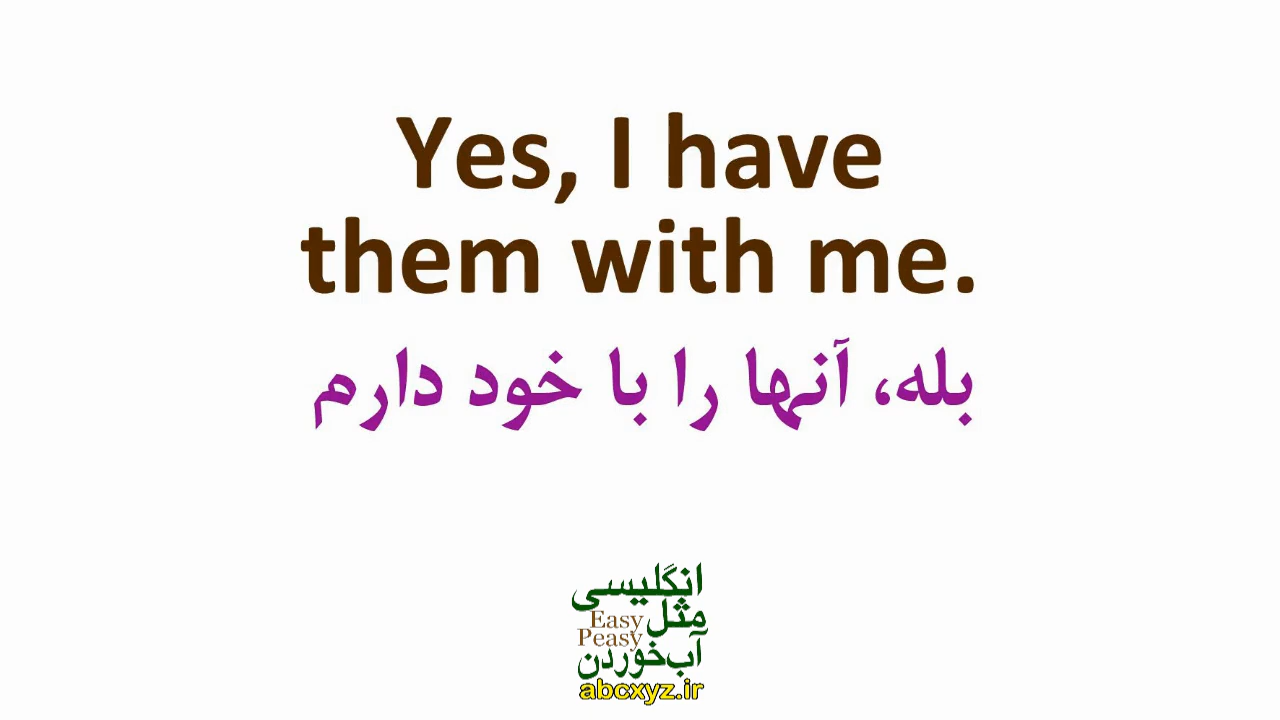 Yes, I have
them with me.
بله، آنها را با خود دارم
انگلیسی
مثل
Easy
Peasy
آب‌خوردن
abcxyz.ir